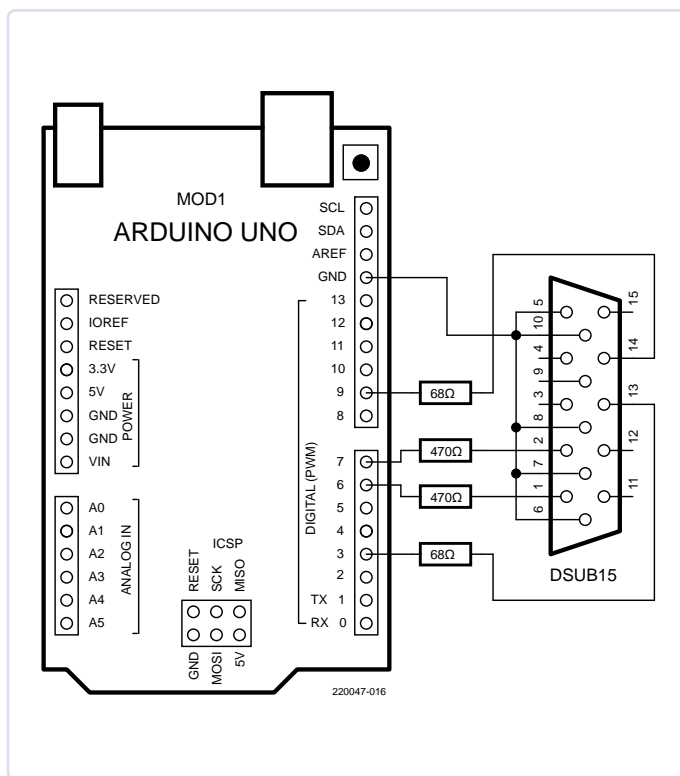 MOD1
ARDUINO UNO
SCL
SDA
AREF
GND
13
12
11
10
9
8
7
6
5
4
3
2
TX 1
RX 0
DIGITAL (PWM)
RESERVED
IOREF
RESET
3.3V
5V
GND
GND
VIN
POWER
A0
A1
A2
A3
A4
A5
ANALOG IN
ICSP
RESET
SCK
MISO
GND
MOSI
5V
220047-016
68Ω
470Ω
470Ω
68Ω
5
10
4
9
3
8
2
7
1
6
15
14
13
12
11
DSUB15